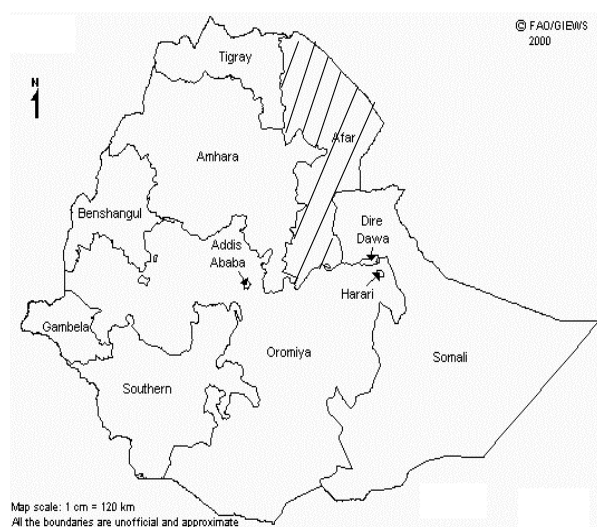 © FAO/GIEWS
2000
Tigray
N
Afar
Amhara
Benshangul
Dire
Dawa
Addis
Ababa
Harari
Gambela
Oromiya
Somali
Southern
Map scale: 1 cm = 120 km
All the boundaries are unofficial and approximate